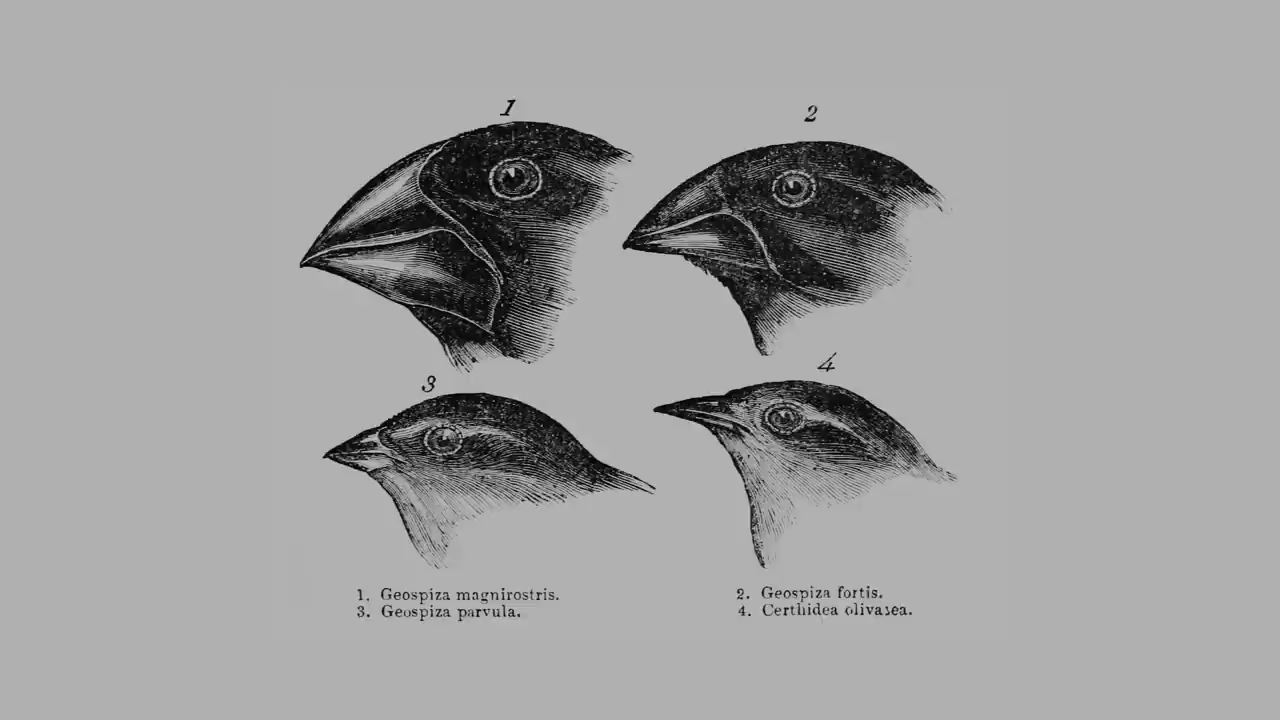 1
2
3
4
1. Geospiza magnirostris.
2. Geospiza fortis.
3. Geospiza parvula.
4. Certhidea olivasea.